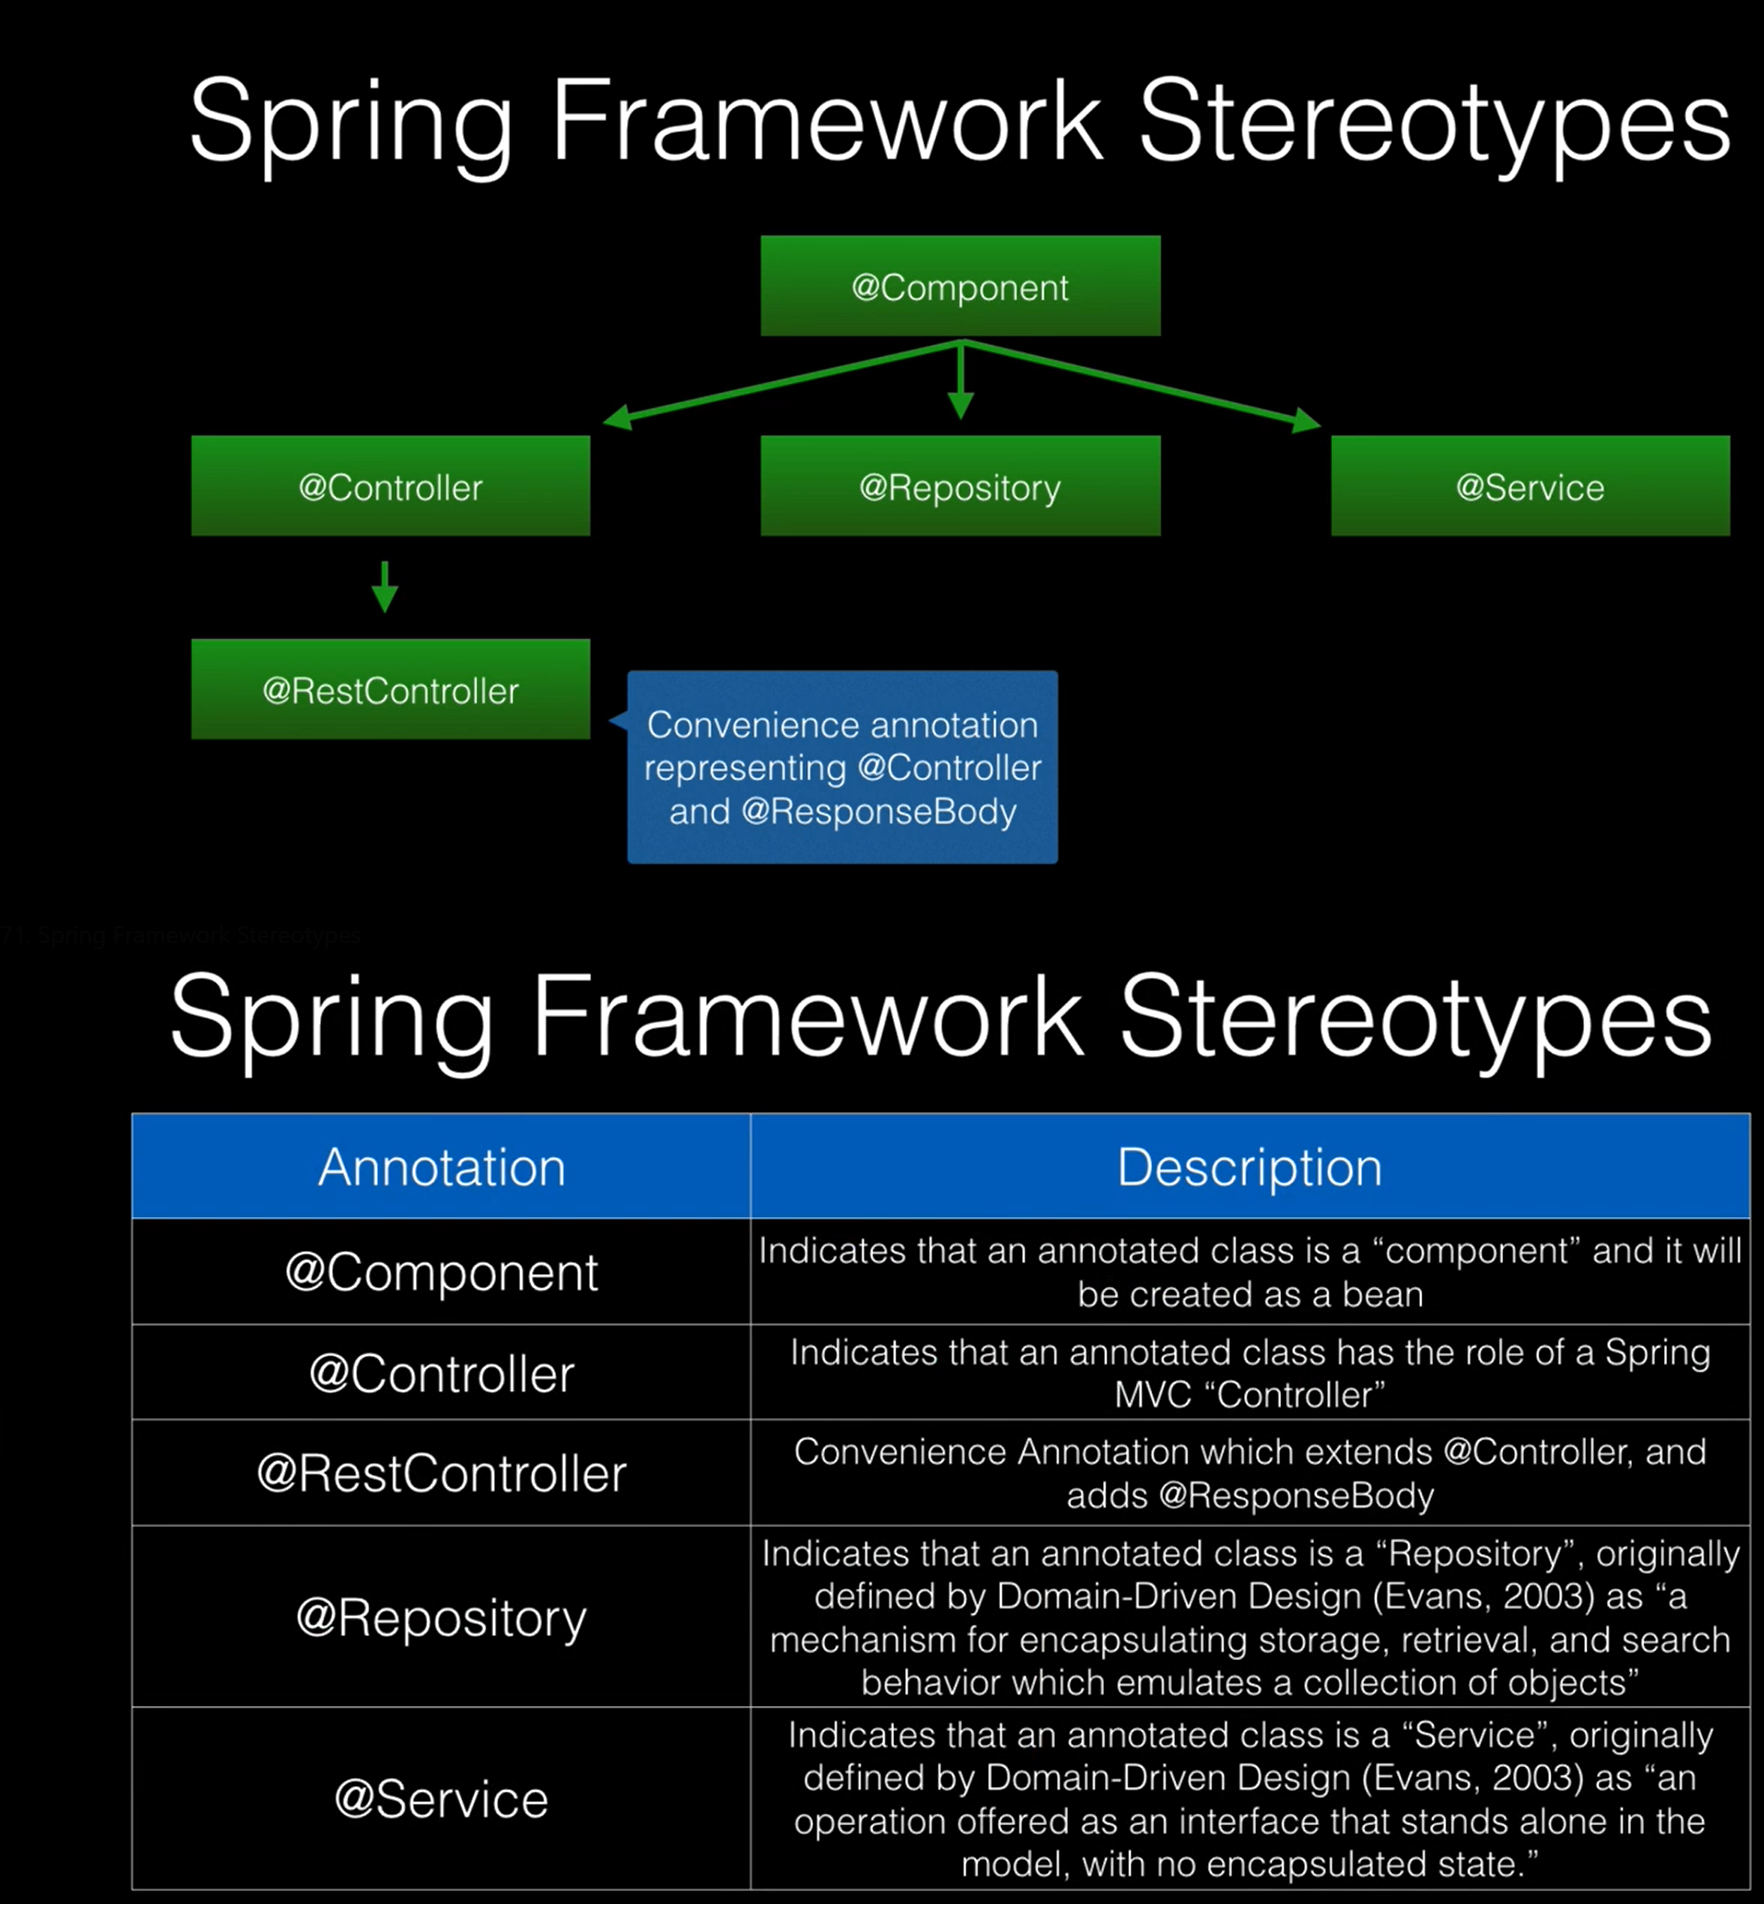 Spring Framework Stereotypes
@Component
@Controller
@Repository
@Service
@RestController
Convenience annotation
representing @Controller
and @ResponseBody
71. Spring Framework Stereotypes
Spring Framework Stereotypes
Annotation
Description
@Component
Indicates that an annotated class is a “component” and it will
be created as a bean
@Controller
Indicates that an annotated class has the role of a Spring
MVC “Controller”
@RestController
Convenience Annotation which extends @Controller, and
adds @ResponseBody
@Repository
Indicates that an annotated class is a “Repository”, originally
defined by Domain-Driven Design (Evans, 2003) as “a
mechanism for encapsulating storage, retrieval, and search
behavior which emulates a collection of objects”
@Service
Indicates that an annotated class is a “Service”, originally
defined by Domain-Driven Design (Evans, 2003) as “an
operation offered as an interface that stands alone in the
model, with no encapsulated state.”